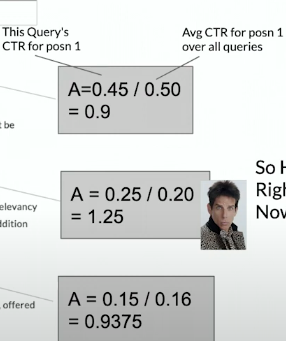 This Query's
CTR for posn 1
Avg CTR for posn 1
over all queries
A=0.45 / 0.50
= 0.9
t be
So
Righ
Nov
A = 0.25 / 0.20
= 1.25
elevancy
ddition
offered
A = 0.15 / 0.16
= 0.9375